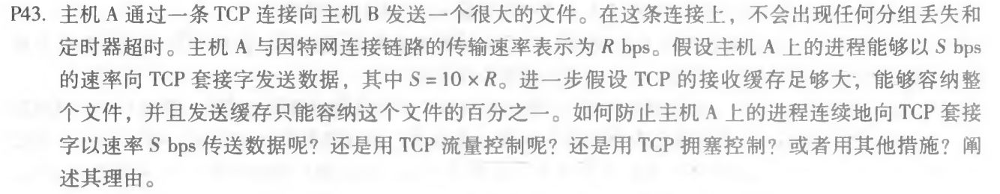 P43. 主机 A 通过一条 TCP 连接向主机 B 发送一个很大的文件。在这条连接上，不会出现任何分组丢失和
定时器超时。主机 A 与因特网连接链路的传输速率表示为 R bps。假设主机 A 上的进程能够以 S bps
的速率向 TCP 套接字发送数据，其中 S = 10 × R。进一步假设 TCP 的接收缓存足够大，能够容纳整
个文件，并且发送缓存只能容纳这个文件的百分之一。如何防止主机 A 上的进程连续地向 TCP 套接
字以速率 S bps 传送数据呢？还是用 TCP 流量控制呢？还是用 TCP 拥塞控制？或者用其他措施？阐
述其理由。